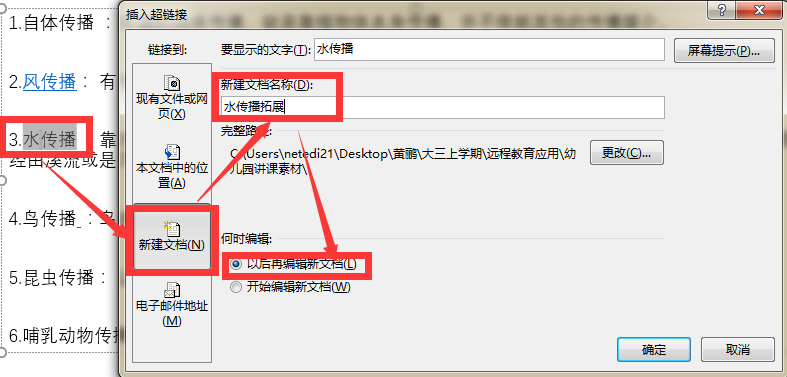 插入超链接
1.自体传播：
链接到:
要显示的文字(T): 水传播
屏幕提示(P)...
2.风传播：有
现有文件或网
页(X)
新建文档名称(D):
水传播拓展
3.水传播 靠
经由溪流或是
完整路径:
C:\Users\netedi21\Desktop\黄鹏\大三上学期\远程教育应用\幼
儿园讲课素材\
更改(C)...
本文档中的位
置(A)
4.鸟传播：鸟
新建文档(N)
何时编辑:
以后再编辑新文档(L)
开始编辑新文档(W)
5.昆虫传播：
电子邮件地址
(M)
6.哺乳动物传播
确定
取消